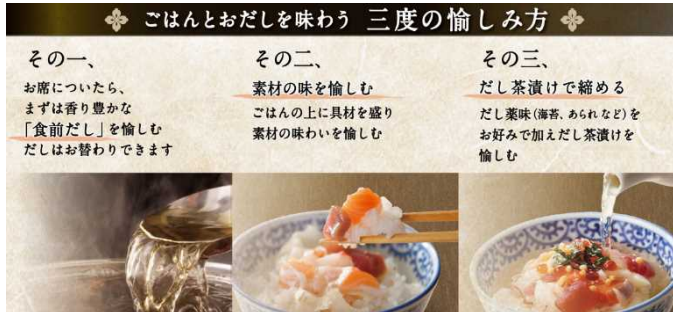 ごはんとおだしを味わう 三度の愉しみ方
その一、
お席についたら、
まずは香り豊かな
「食前だし」を愉しむ
だしはお替わりできます
その二、
素材の味を愉しむ
ごはんの上に具材を盛り
素材の味わいを愉しむ
その三、
だし茶漬けで締める
だし薬味(海苔、あられなど)を
お好みで加えだし茶漬けを
愉しむ